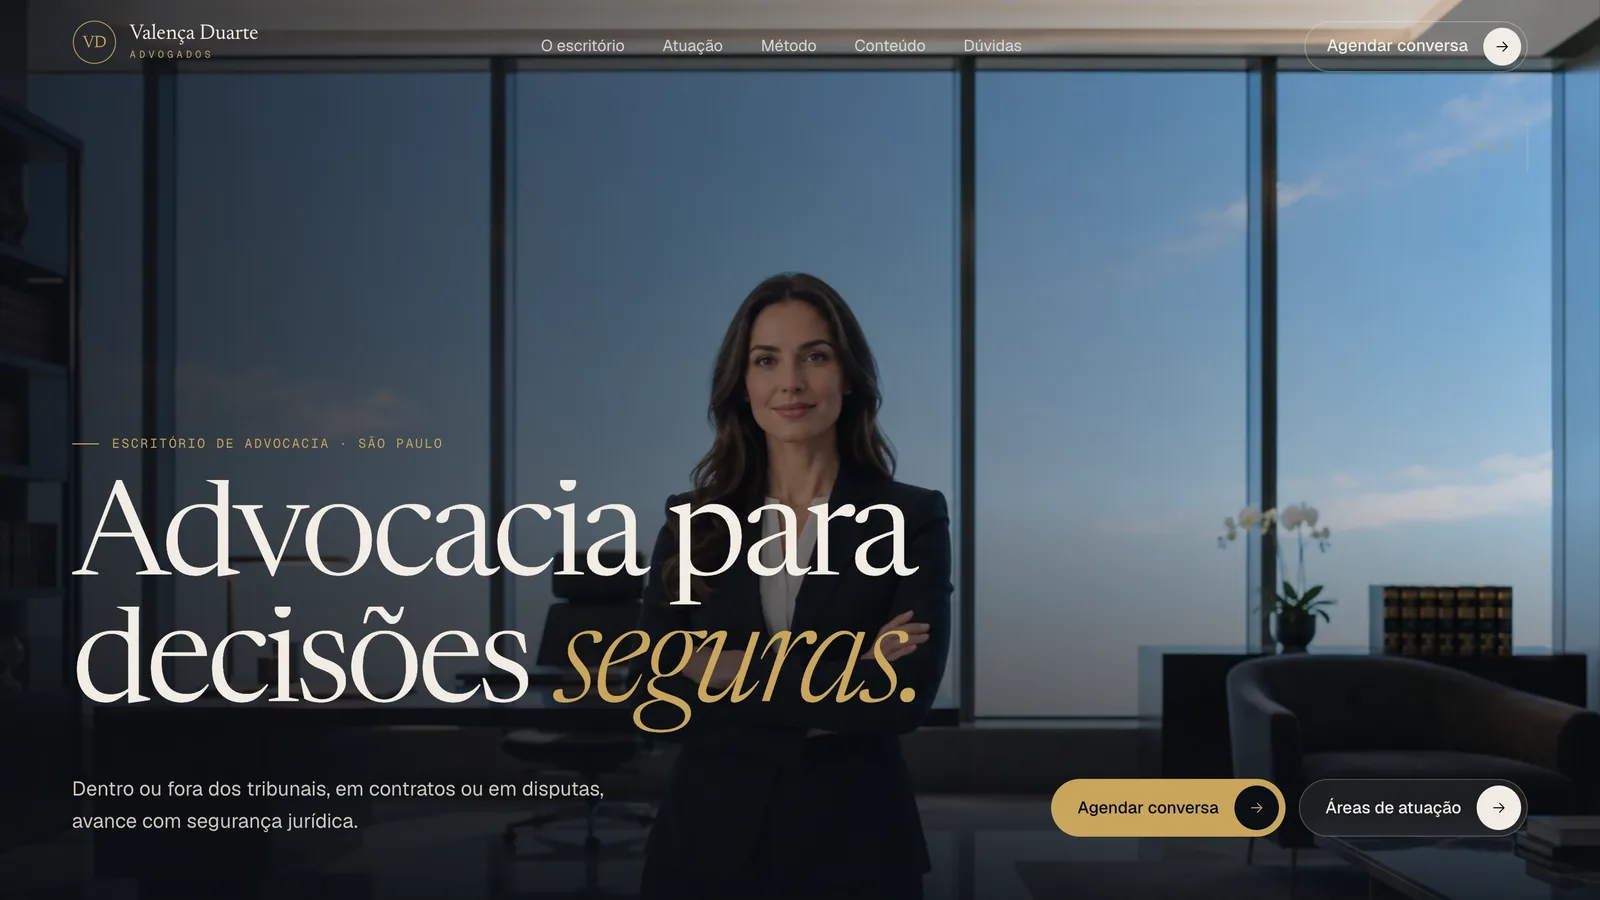 VD
Valença Duarte
ADVOGADOS
O escritório
Atuação
Método
Conteúdo
Dúvidas
Agendar conversa
ESCRITÓRIO DE ADVOCACIA · SÃO PAULO
Advocacia para
decisões seguras.
Dentro ou fora dos tribunais, em contratos ou em disputas,
avance com segurança jurídica.
Agendar conversa
Áreas de atuação